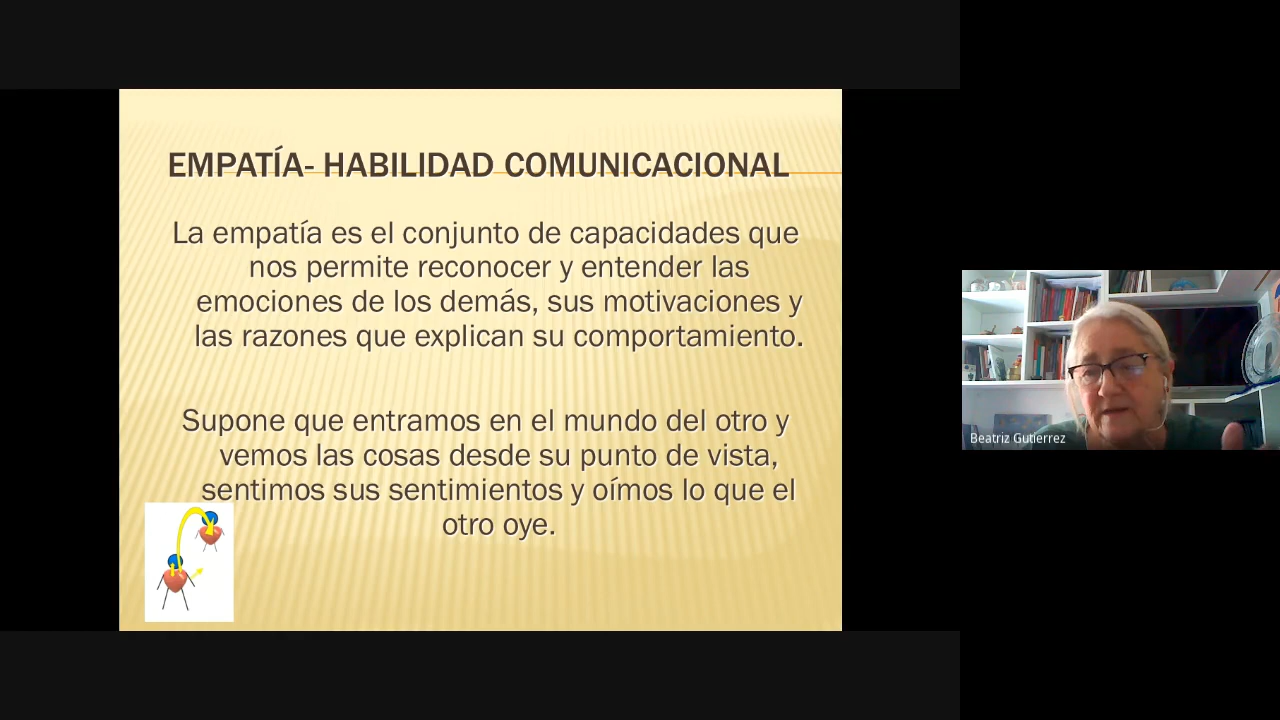 EMPATÍA- HABILIDAD COMUNICACIONAL
La empatía es el conjunto de capacidades que
nos permite reconocer y entender las
emociones de los demás, sus motivaciones y
las razones que explican su comportamiento.
Supone que entramos en el mundo del otro y
vemos las cosas desde su punto de vista,
sentimos sus sentimientos y oímos lo que el
otro oye.
Beatriz Gutierrez